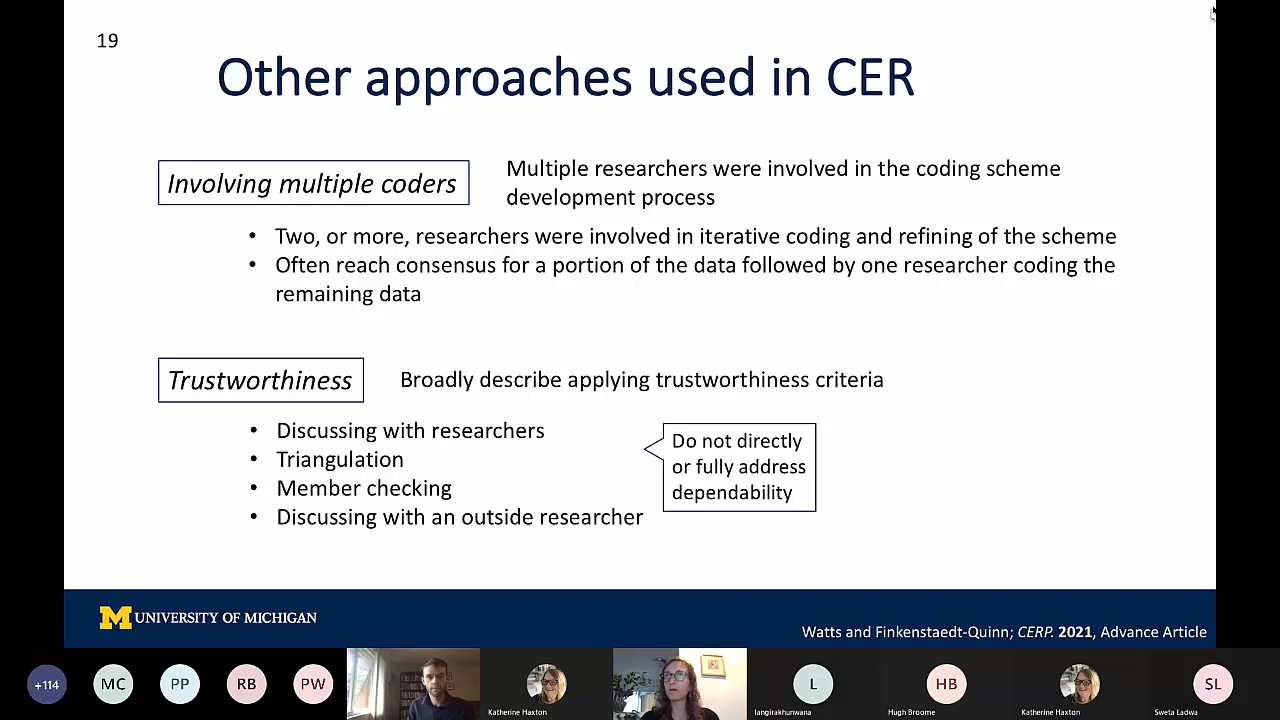 19
Other approaches used in CER
Involving multiple coders
Multiple researchers were involved in the coding scheme
development process
• Two, or more, researchers were involved in iterative coding and refining of the scheme
• Often reach consensus for a portion of the data followed by one researcher coding the
remaining data
Trustworthiness
Broadly describe applying trustworthiness criteria
• Discussing with researchers
• Triangulation
• Member checking
• Discussing with an outside researcher
Do not directly
or fully address
dependability
M UNIVERSITY OF MICHIGAN
Watts and Finkenstaedt-Quinn; CERP. 2021, Advance Article
+114
MC
PP
RB
PW
Katherine Haxton
L
langirakhunwana
HB
Hugh Broome
Katherine Haxton
SL
Sweta Ladwa